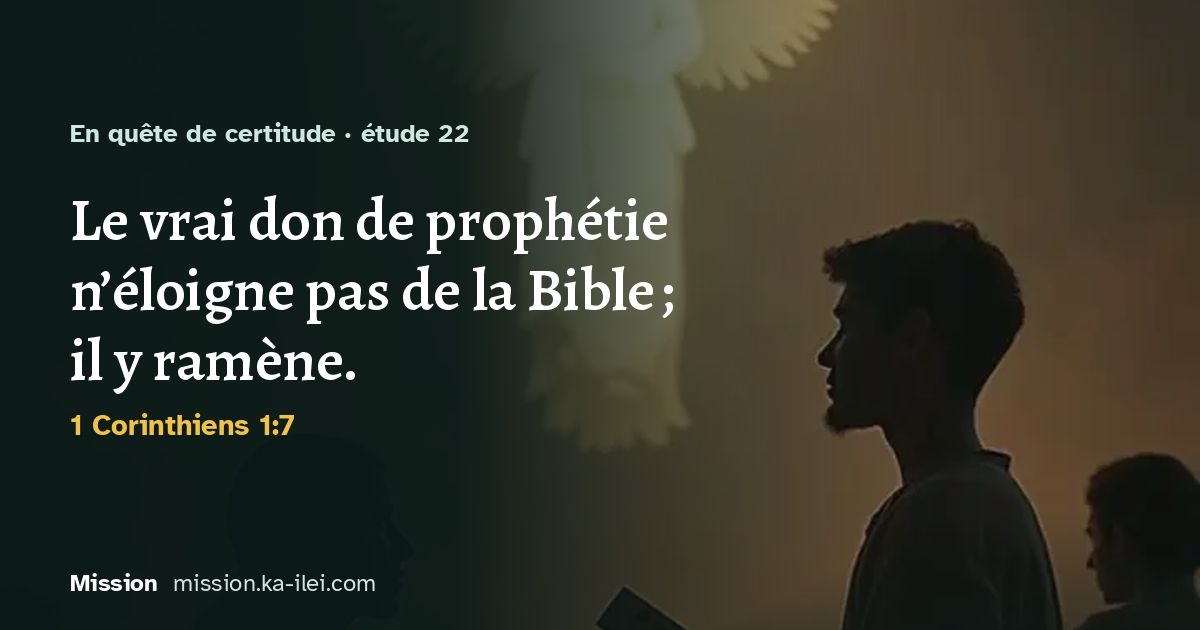 En quête de certitude · étude 22
Le vrai don de prophétie
n’éloigne pas de la Bible ;
il y ramène.
1 Corinthiens 1:7
Mission mission.ka-ilei.com